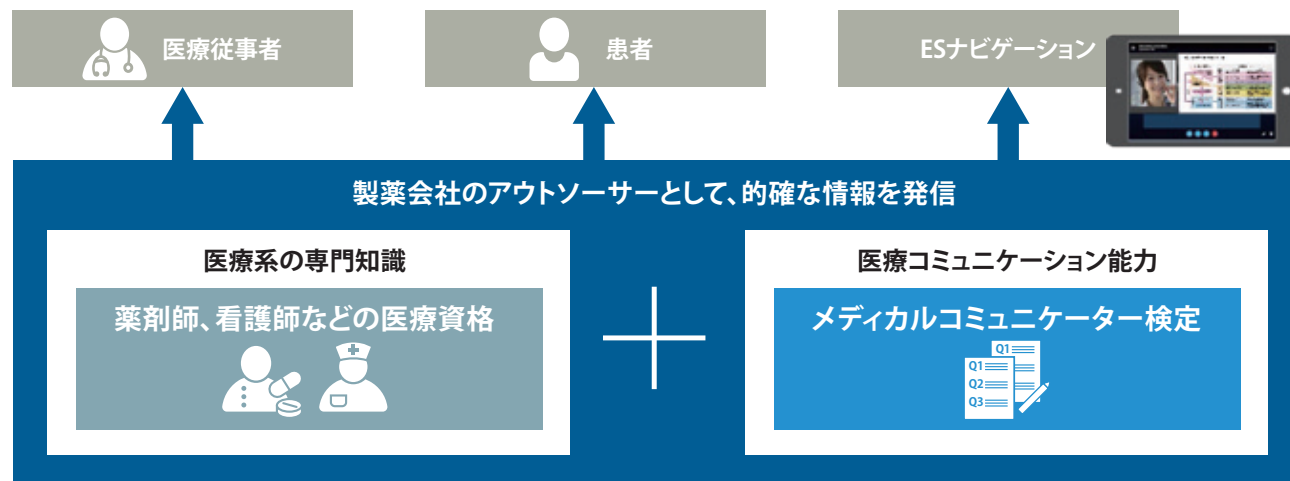 医療従事者
患者
ESナビゲーション
製薬会社のアウトソーサーとして、的確な情報を発信
医療系の専門知識
医療コミュニケーション能力
薬剤師、看護師などの医療資格
メディカルコミュニケーター検定
Q1
Q1
Q2
Q3